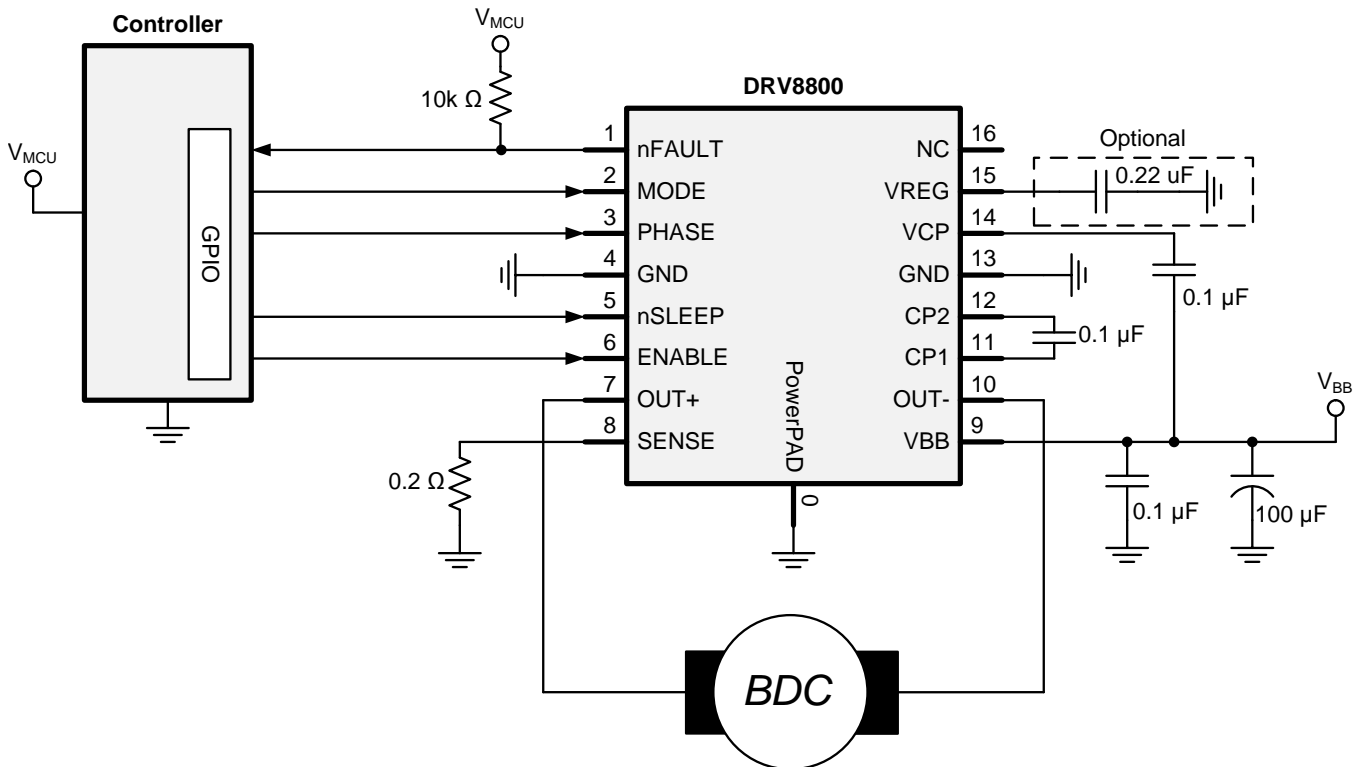 Controller
V_MCU
10k Ω
V_MCU
GPIO
DRV8800
1 nFAULT
2 MODE
3 PHASE
4 GND
5 nSLEEP
6 ENABLE
7 OUT+
8 SENSE
NC 16
VREG 15
VCP 14
GND 13
CP2 12
CP1 11
OUT- 10
VBB 9
PowerPAD
0
Optional
0.22 uF
0.1 µF
0.1 µF
V_BB
0.2 Ω
0.1 µF
100 µF
BDC